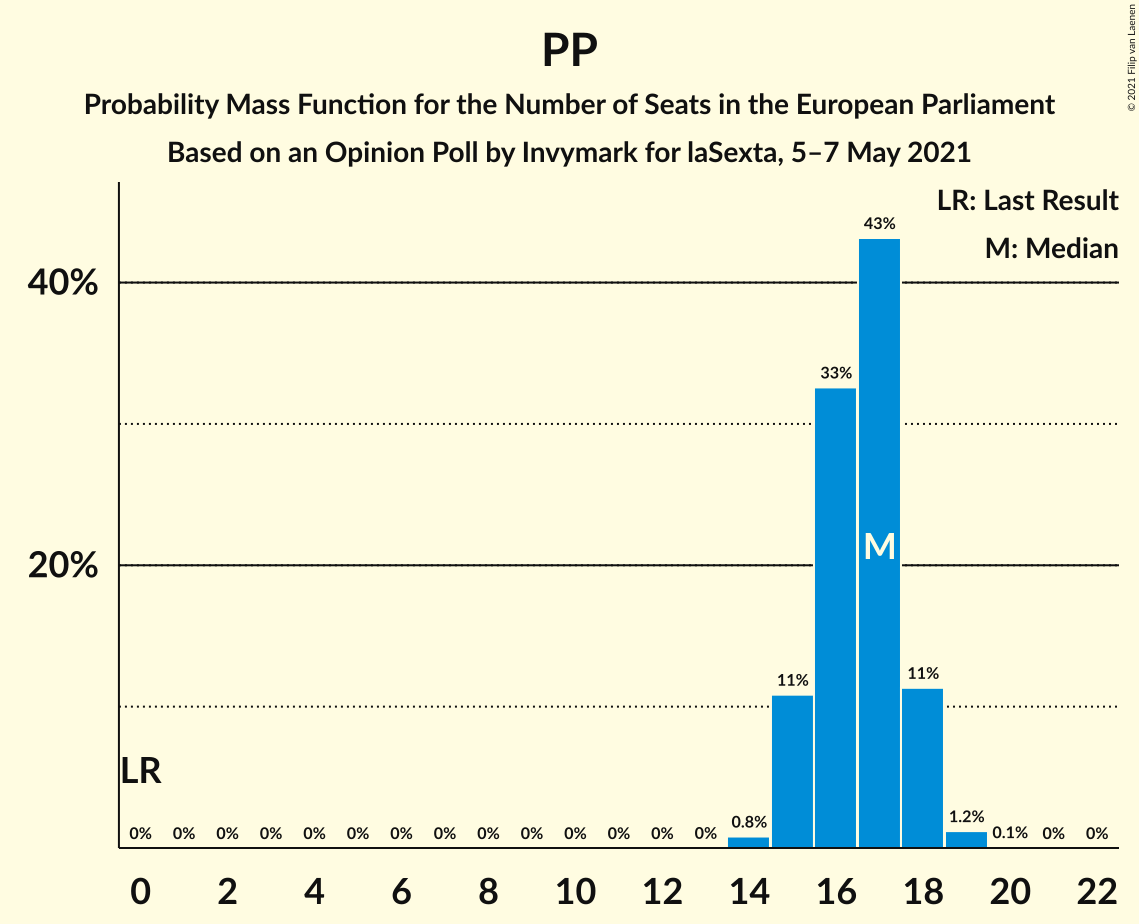 PP
Probability Mass Function for the Number of Seats in the European Parliament
Based on an Opinion Poll by Invymark for laSexta, 5–7 May 2021
© 2021 Filip van Laenen
LR: Last Result
M: Median
43%
40%
33%
M
20%
11%
11%
LR
0% 0% 0% 0% 0% 0% 0% 0% 0% 0% 0% 0% 0% 0% 0.8% 1.2% 0.1% 0% 0%
0 2 4 6 8 10 12 14 16 18 20 22